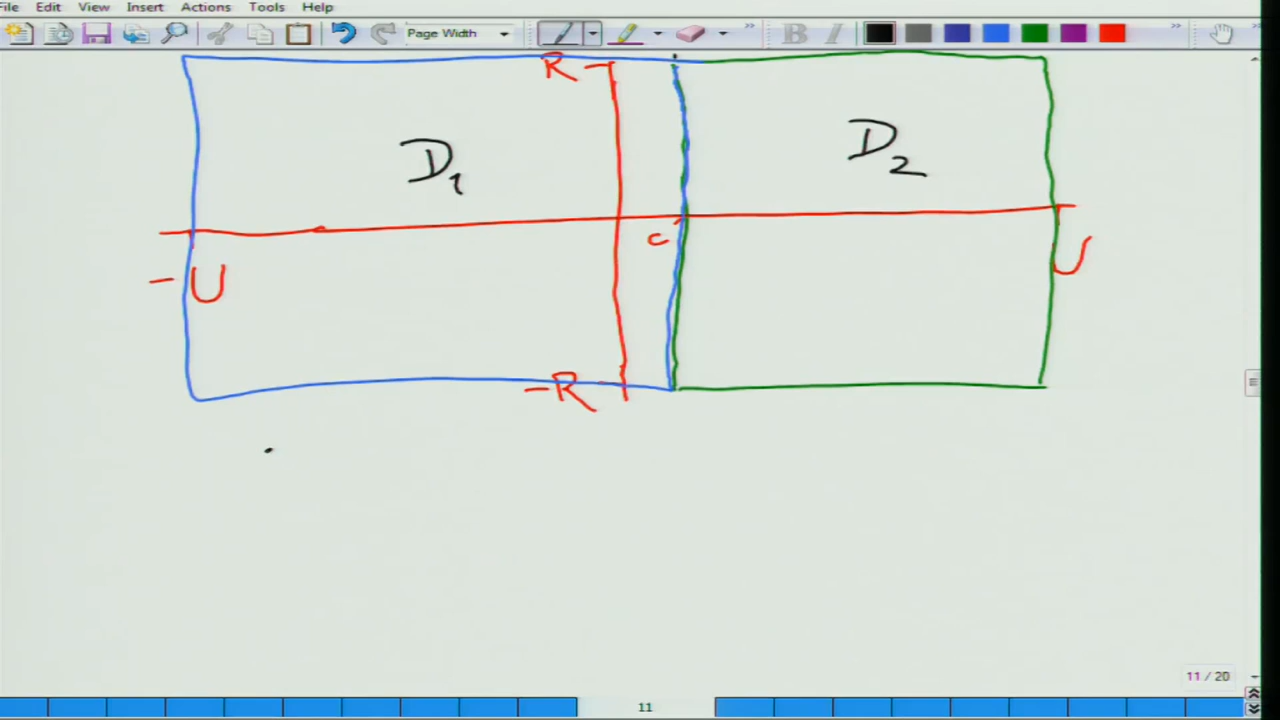 File Edit View Insert Actions Tools Help
Page Width
B I
R
D1
D2
c
-U
U
-R
11 / 20
11